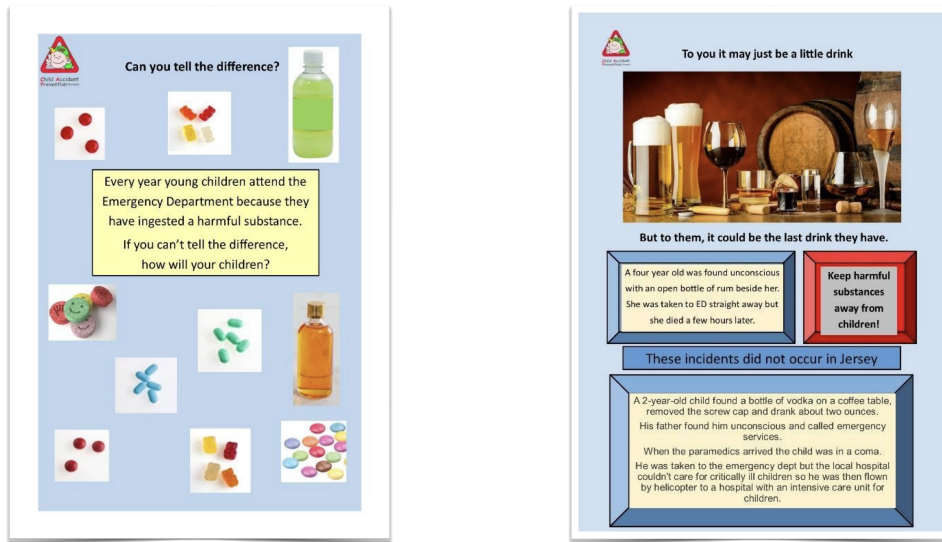 Child Accident
Prevention
Can you tell the difference?
Every year young children attend the
Emergency Department because they
have ingested a harmful substance.
If you can't tell the difference,
how will your children?
To you it may just be a little drink
But to them, it could be the last drink they have.
A four year old was found unconscious
with an open bottle of rum beside her.
She was taken to ED straight away but
she died a few hours later.
Keep harmful
substances
away from
children!
These incidents did not occur in Jersey
A 2-year-old child found a bottle of vodka on a coffee table,
removed the screw cap and drank about two ounces.
His father found him unconscious and called emergency
services.
When the paramedics arrived the child was in a coma.
He was taken to the emergency dept but the local hospital
couldn't care for critically ill children so he was then flown
by helicopter to a hospital with an intensive care unit for
children.